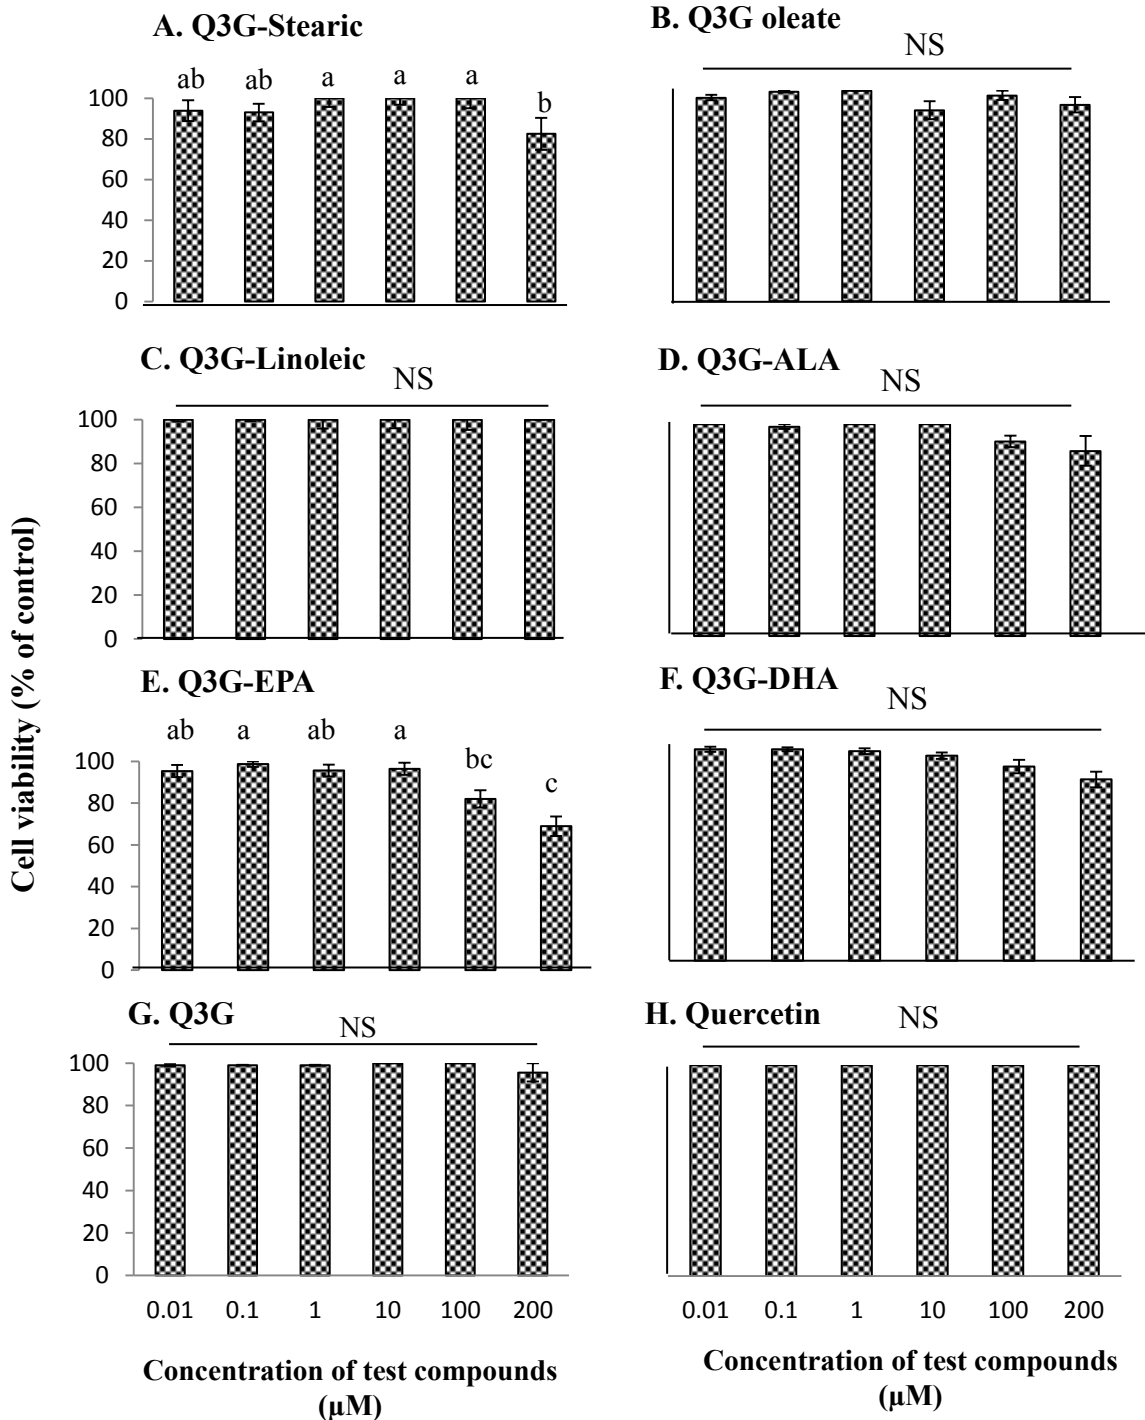 A. Q3G-Stearic
B. Q3G oleate
NS
ab ab a a a b
100
80
60
40
20
0
C. Q3G-Linoleic
NS
D. Q3G-ALA
NS
100
80
60
40
20
0
Cell viability (% of control)
E. Q3G-EPA
F. Q3G-DHA
NS
ab a ab a bc c
100
80
60
40
20
0
G. Q3G
NS
H. Quercetin
NS
100
80
60
40
20
0
0.01 0.1 1 10 100 200
0.01 0.1 1 10 100 200
Concentration of test compounds
(µM)
Concentration of test compounds
(µM)